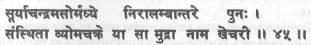 सूर्याचन्द्रमसोर्मध्ये निरालम्बान्तरे पुनः ।
संस्थिता व्योमचक्रे या सा मुद्रा नाम खेचरी ॥ ४५ ॥